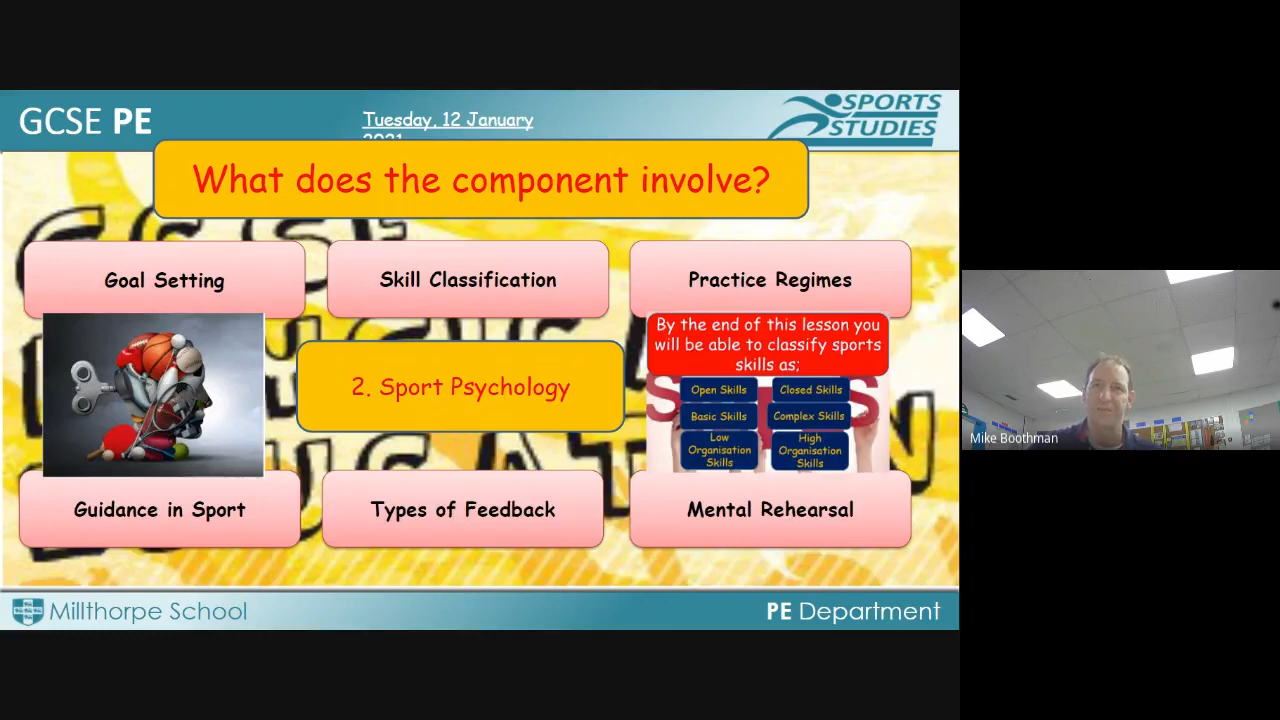 GCSE PE
Tuesday, 12 January
2021
SPORTS
STUDIES
What does the component involve?
Goal Setting
Skill Classification
Practice Regimes
2. Sport Psychology
By the end of this lesson you
will be able to classify sports
skills as;
Open Skills
Closed Skills
Basic Skills
Complex Skills
Low
Organisation
Skills
High
Organisation
Skills
Guidance in Sport
Types of Feedback
Mental Rehearsal
Mike Boothman
Millthorpe School
PE Department